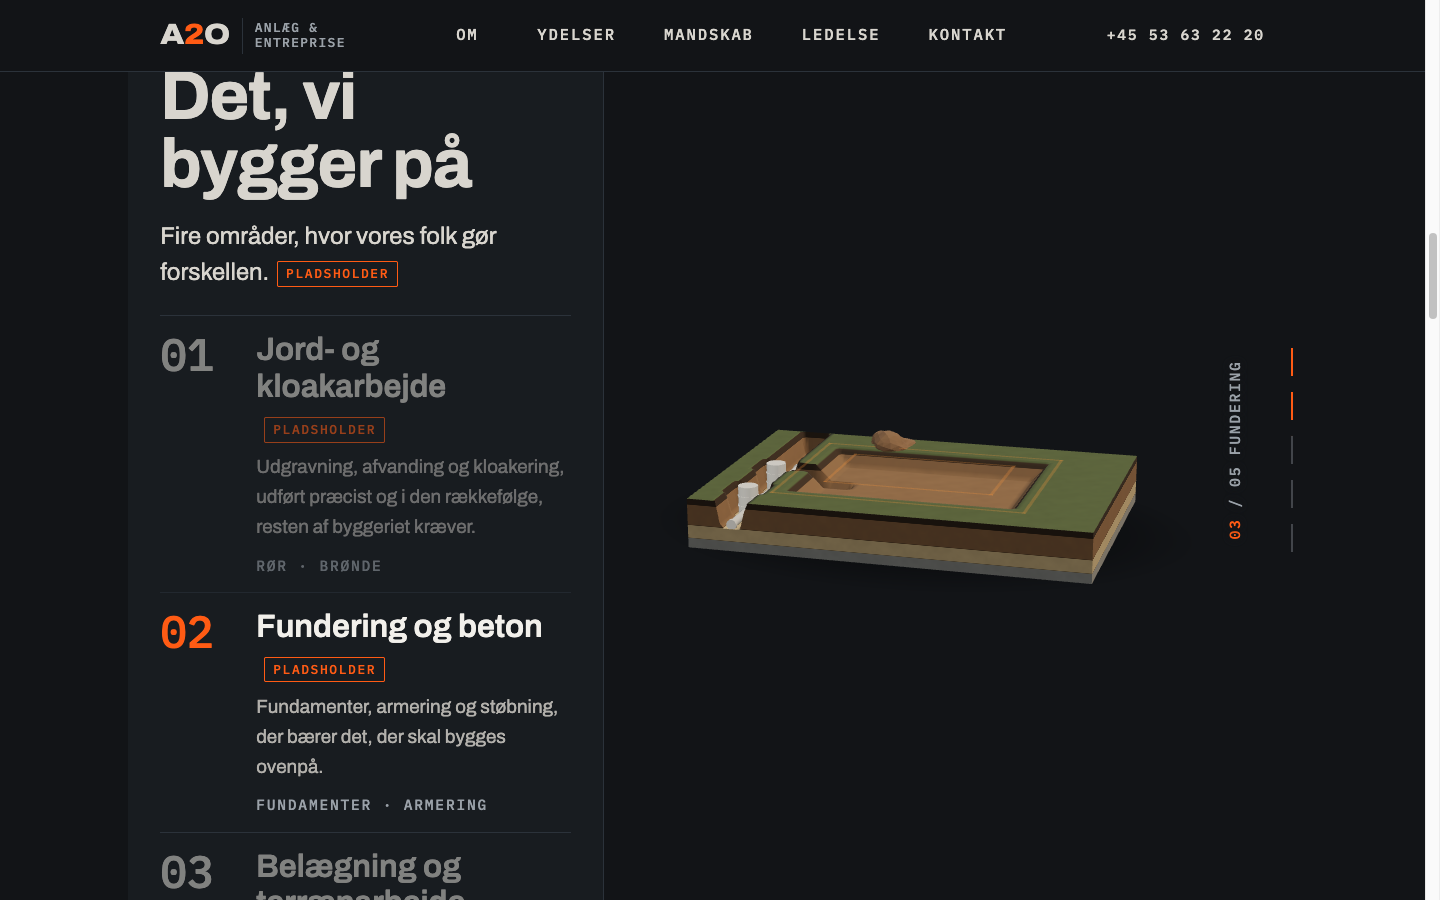 A2O
ANLÆG &
ENTREPRISE
OM
YDELSER
MANDSKAB
LEDELSE
KONTAKT
+45 53 63 22 20
Det, vi
bygger på
Fire områder, hvor vores folk gør
forskellen. PLADSHOLDER
01
Jord- og
kloakarbejde
PLADSHOLDER
Udgravning, afvanding og kloakering,
udført præcist og i den rækkefølge,
resten af byggeriet kræver.
RØR · BRØNDE
02
Fundering og beton
PLADSHOLDER
Fundamenter, armering og støbning,
der bærer det, der skal bygges
ovenpå.
FUNDAMENTER · ARMERING
03
Belægning og
terrænarbejde
03 / 05 FUNDERING